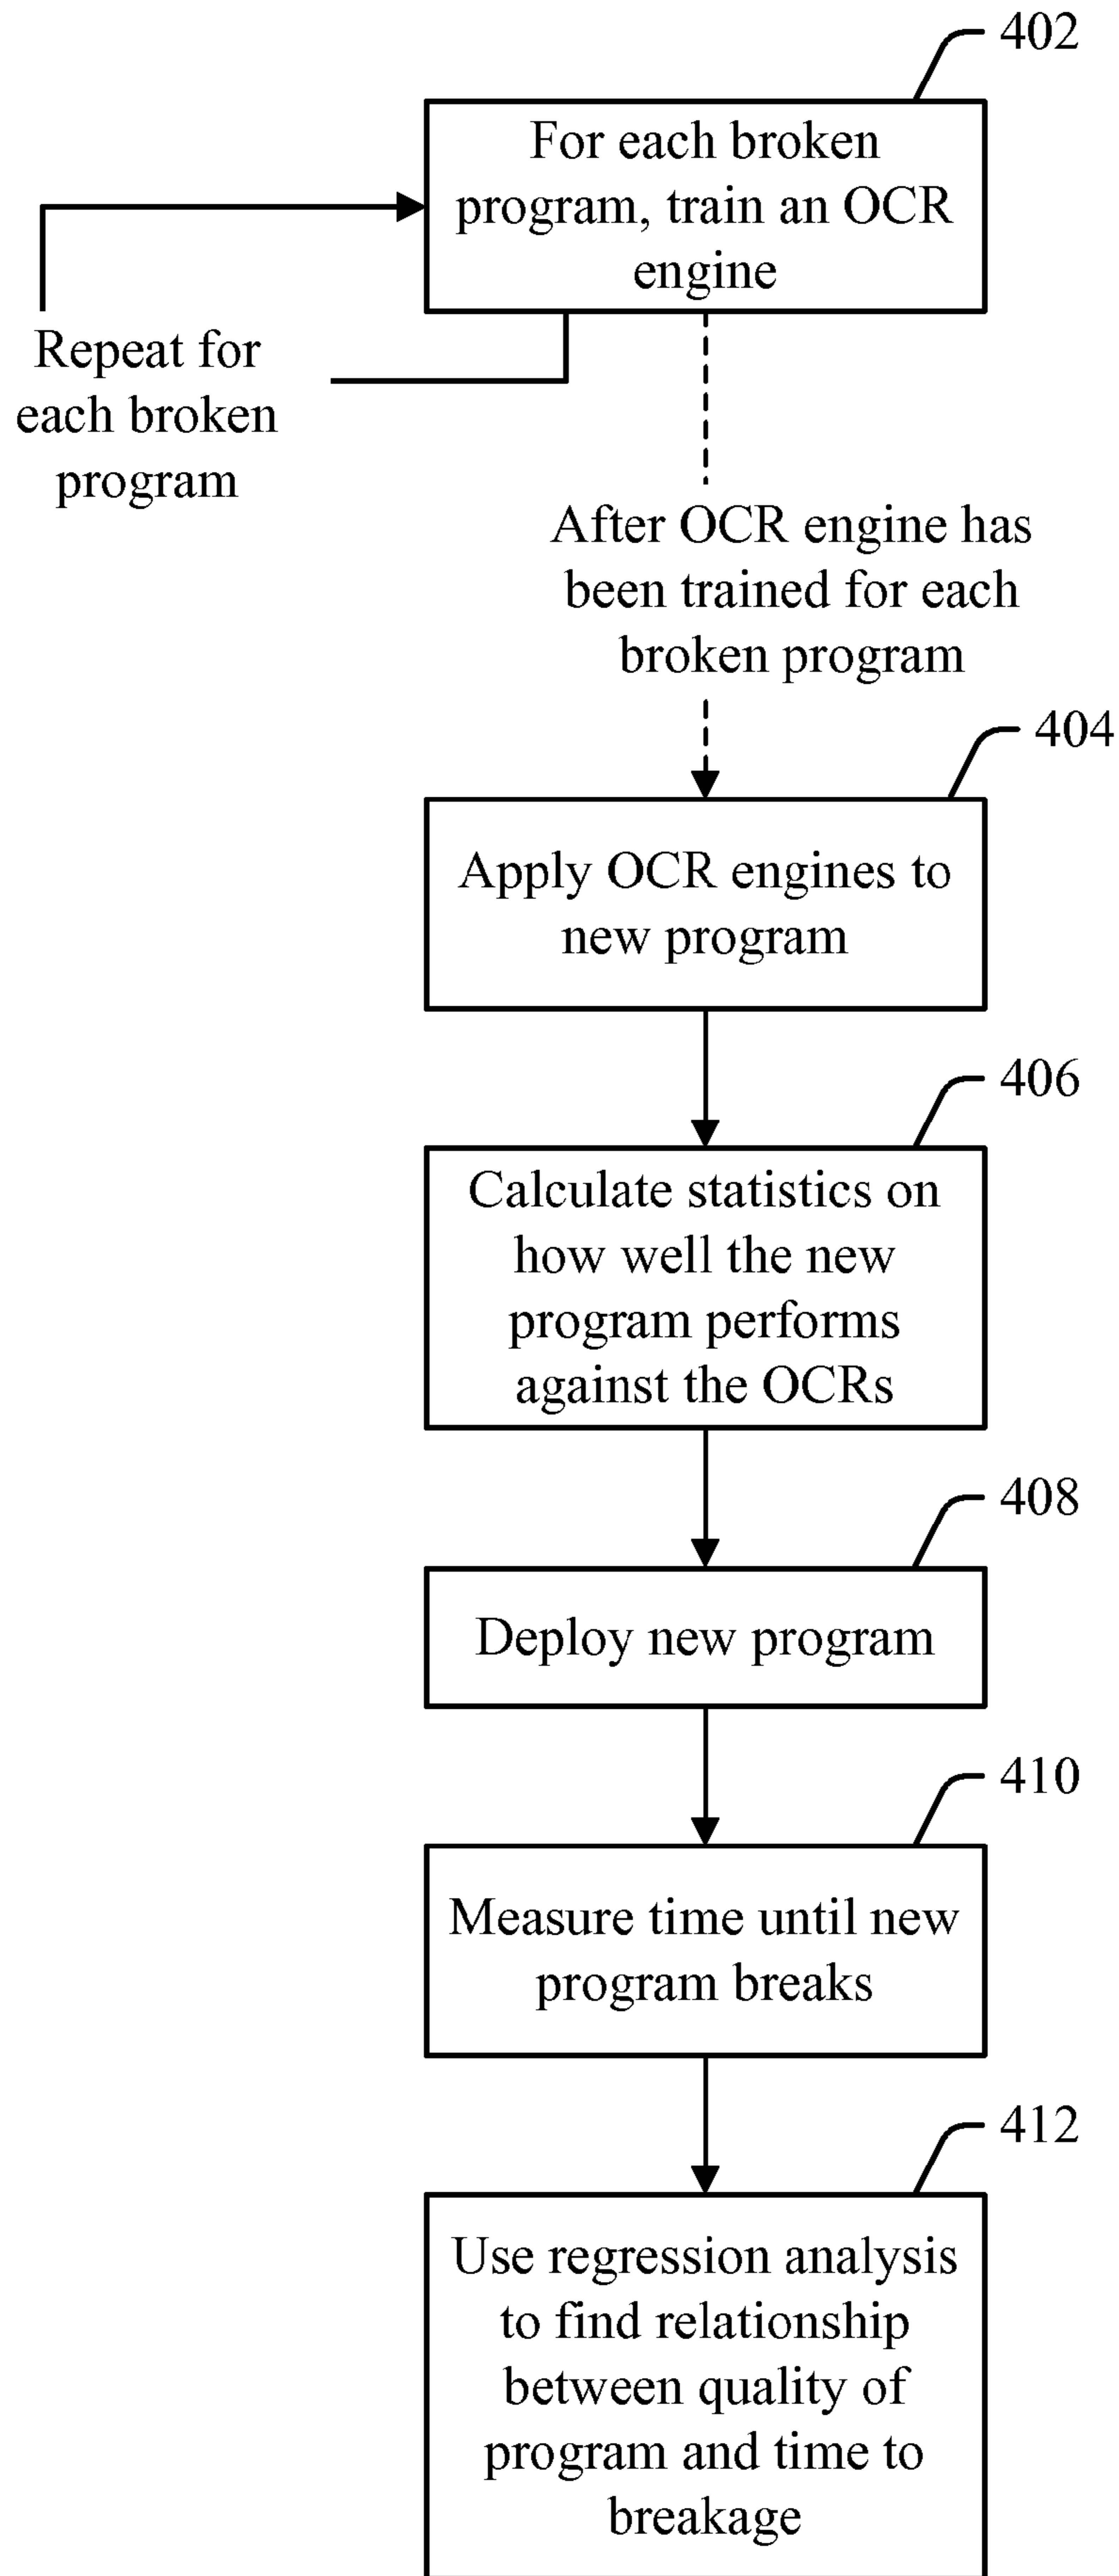 402
For each broken
program, train an OCR
engine
Repeat for
each broken
program
After OCR engine has
been trained for each
broken program
404
Apply OCR engines to
new program
406
Calculate statistics on
how well the new
program performs
against the OCRs
408
Deploy new program
410
Measure time until new
program breaks
412
Use regression analysis
to find relationship
between quality of
program and time to
breakage